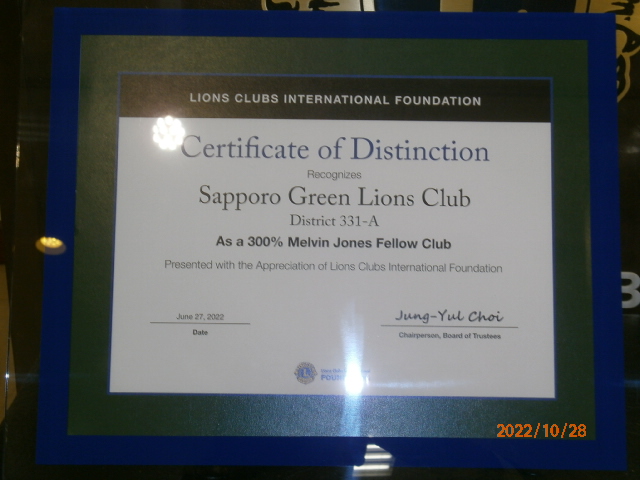 LIONS CLUBS INTERNATIONAL FOUNDATION
Certificate of Distinction
Recognizes
Sapporo Green Lions Club
District 331-A
As a 300% Melvin Jones Fellow Club
Presented with the Appreciation of Lions Clubs International Foundation
June 27, 2022
Date
Jung-Yul Choi
Chairperson, Board of Trustees
2022/10/28